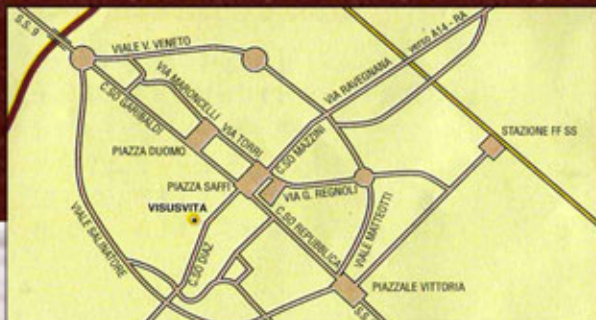 S.S. 9
VIALE V. VENETO
VIA MARONCELLI
C.SO GARIBALDI
VIA TORRI
VIA RAVEGNANA
verso A14 - RA
C.SO MAZZINI
PIAZZA DUOMO
STAZIONE FF SS
PIAZZA SAFFI
VIA G. REGNOLI
VISUSVITA
VIALE SALINATORE
C.SO DIAZ
C.SO REPUBBLICA
VIALE MATTEOTTI
PIAZZALE VITTORIA
S.S.